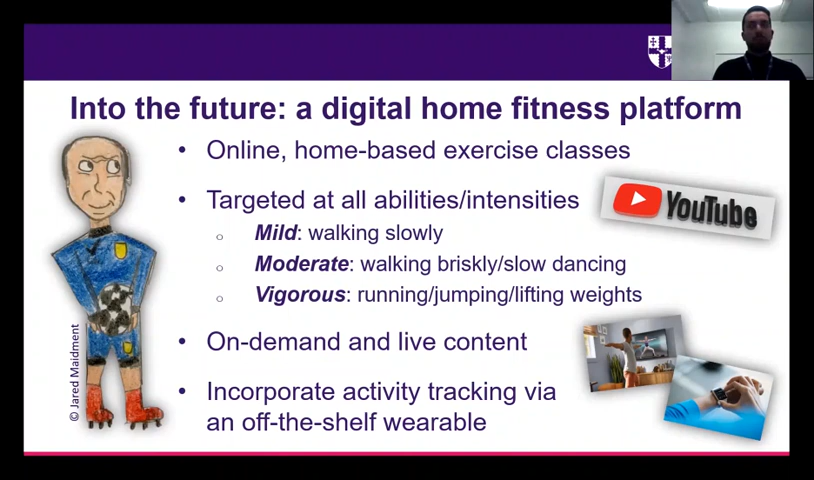 Into the future: a digital home fitness platform
• Online, home-based exercise classes
• Targeted at all abilities/intensities
○ Mild: walking slowly
○ Moderate: walking briskly/slow dancing
○ Vigorous: running/jumping/lifting weights
• On-demand and live content
• Incorporate activity tracking via
an off-the-shelf wearable
YouTube
© Jared Maidment